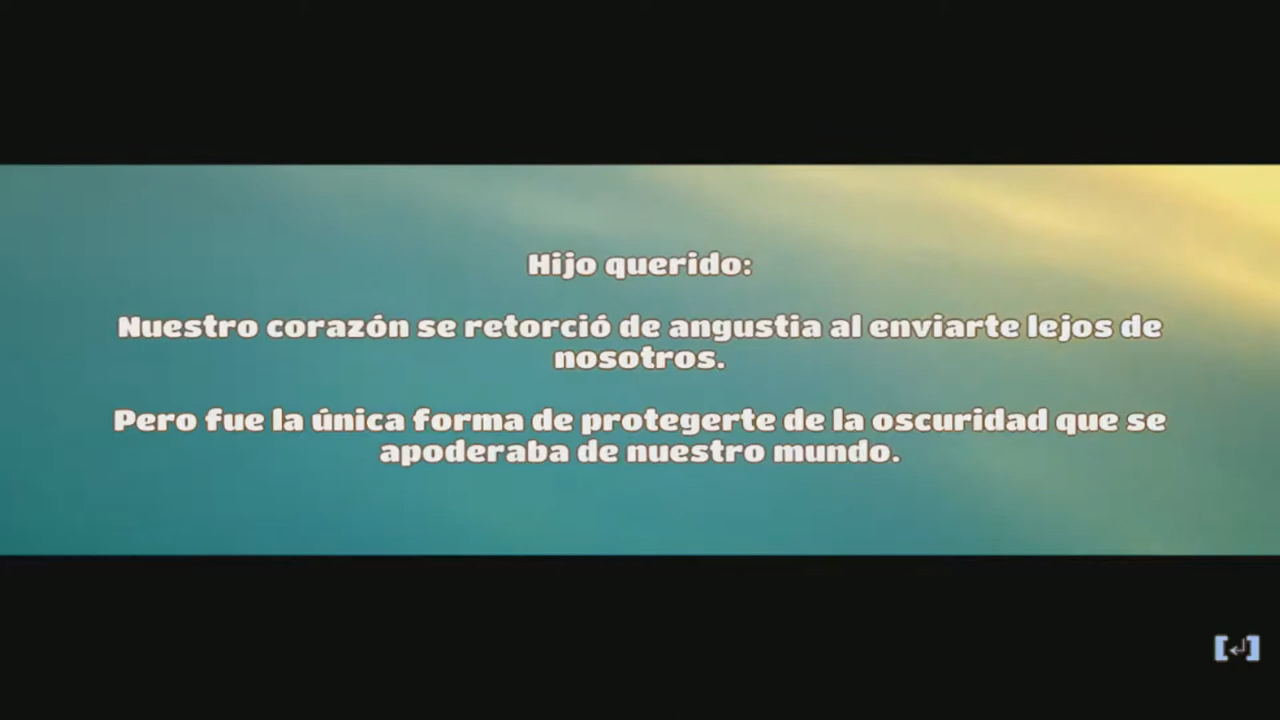 Hijo querido:
Nuestro corazón se retorció de angustia al enviarte lejos de
nosotros.
Pero fue la única forma de protegerte de la oscuridad que se
apoderaba de nuestro mundo.
[↵]